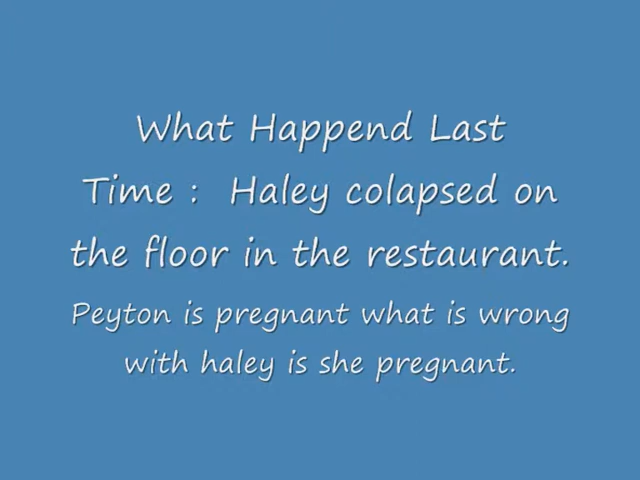 What Happend Last
Time :  Haley colapsed on
the floor in the restaurant.
Peyton is pregnant what is wrong
with haley is she pregnant.